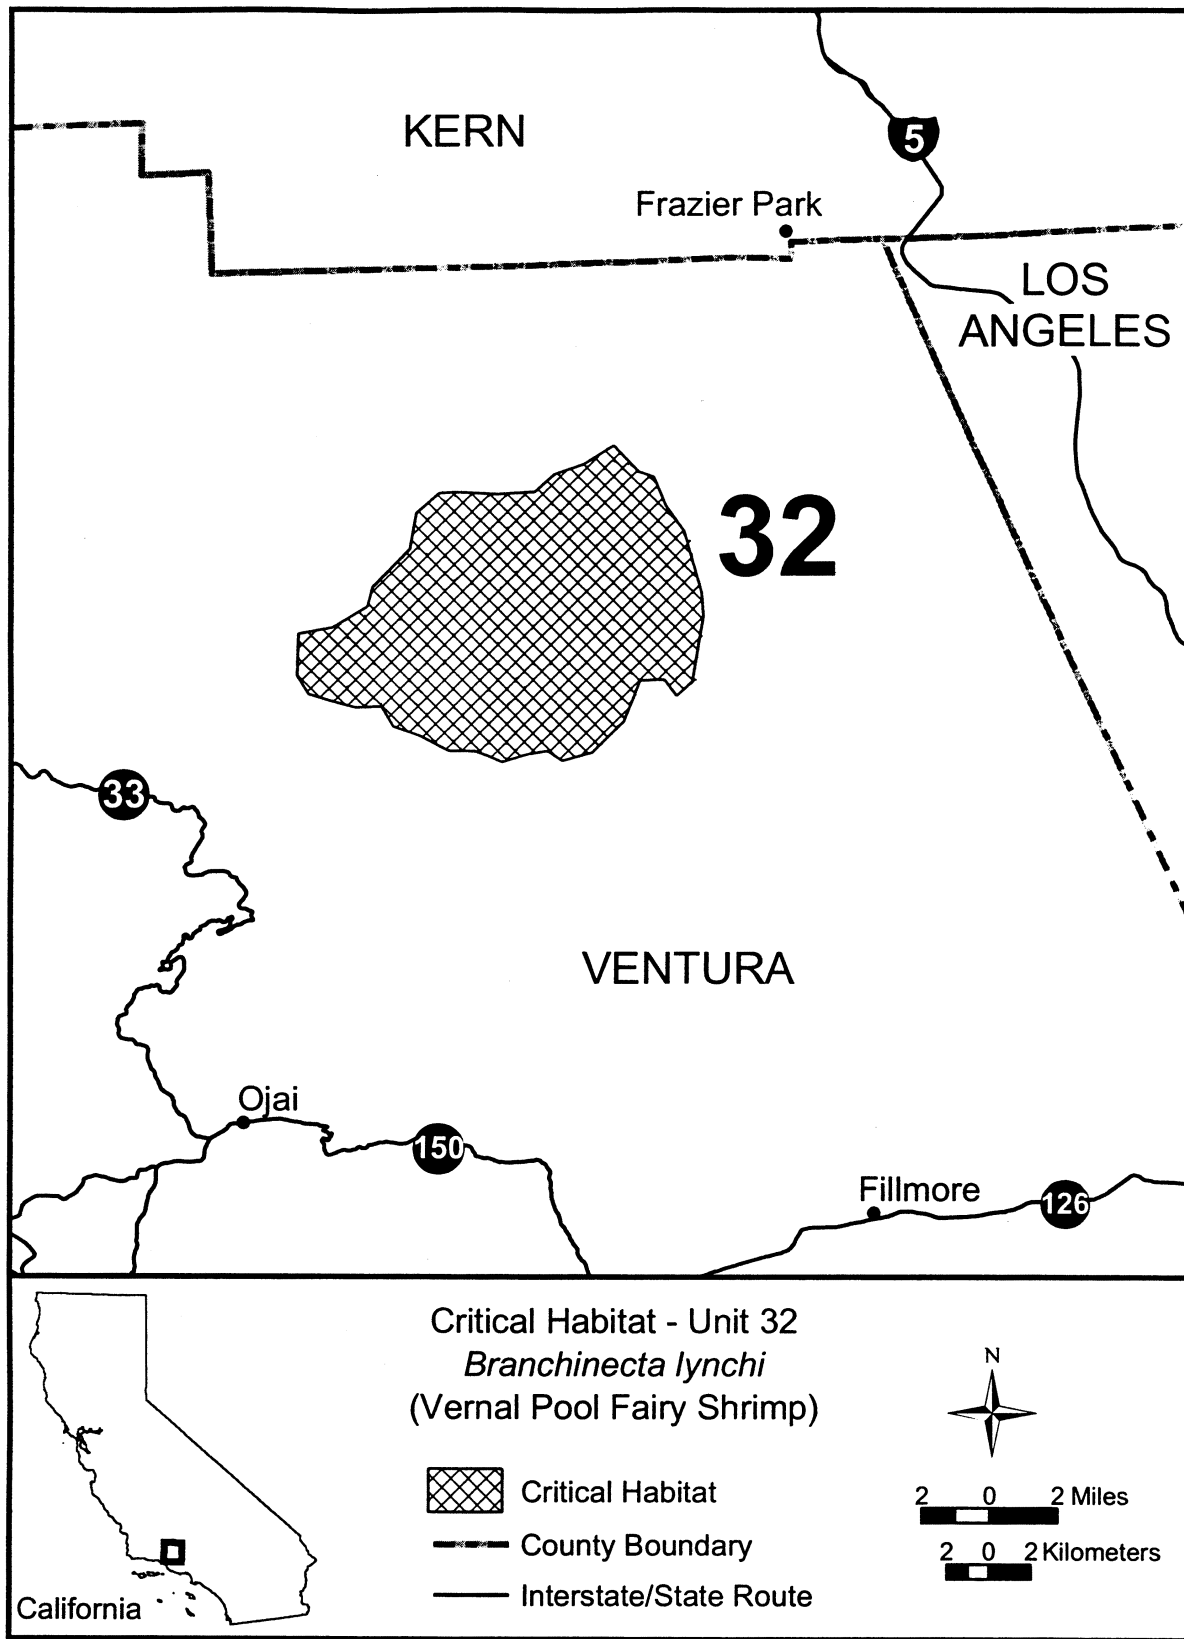 KERN
5
Frazier Park
LOS
ANGELES
32
33
VENTURA
Ojai
150
Fillmore
126
Critical Habitat - Unit 32
Branchinecta lynchi
(Vernal Pool Fairy Shrimp)
N
Critical Habitat
2 0 2 Miles
County Boundary
2 0 2 Kilometers
Interstate/State Route
California